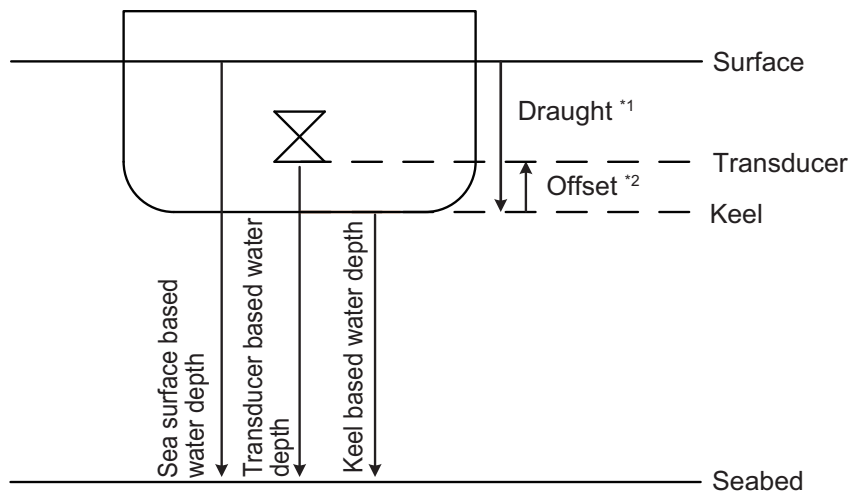 Surface
Draught *1
Transducer
Offset *2
Keel
Sea surface based
water depth
Transducer based water
depth
Keel based water depth
Seabed